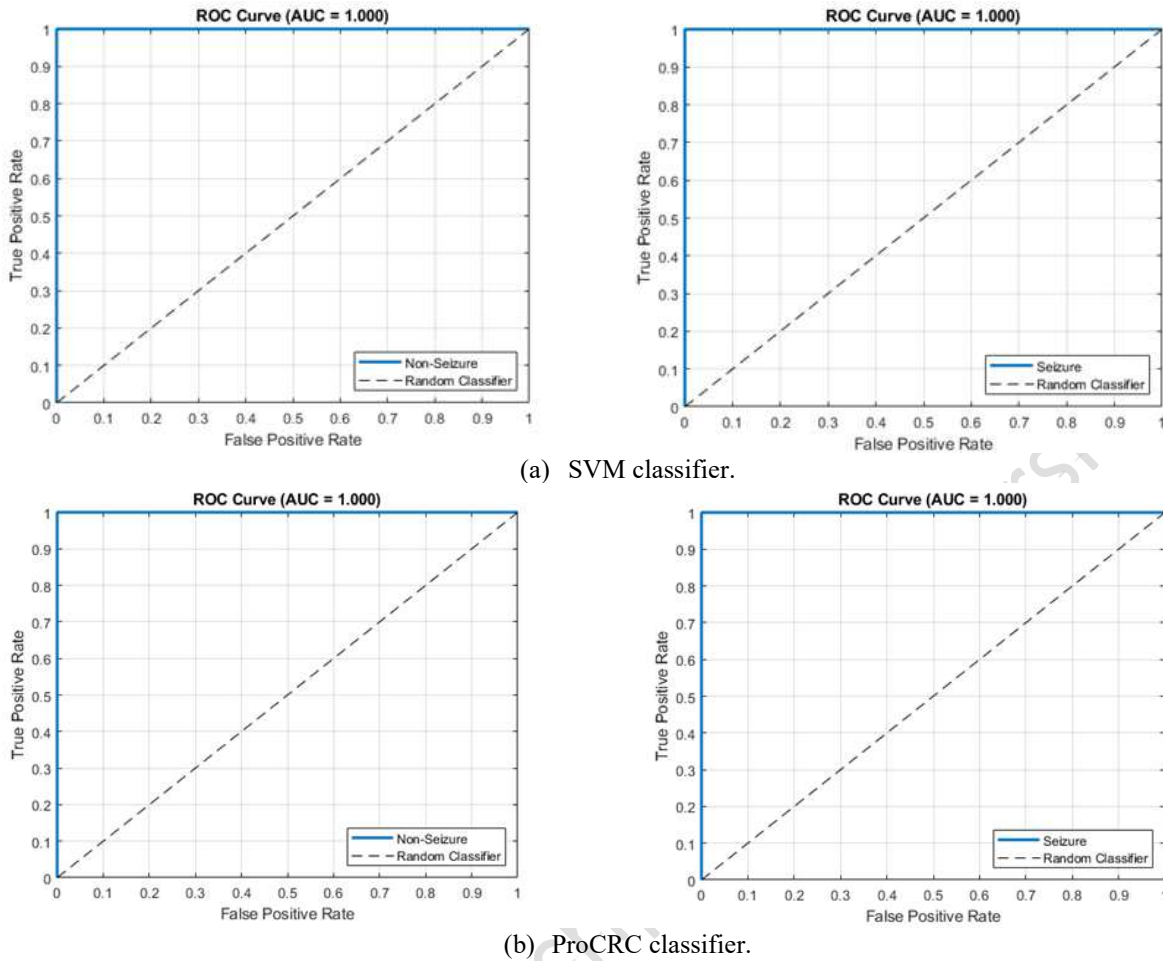 ROC Curve (AUC = 1.000)
1
0.9
0.8
0.7
0.6
0.5
0.4
0.3
0.2
0.1
0
True Positive Rate
Non-Seizure
Random Classifier
0 0.1 0.2 0.3 0.4 0.5 0.6 0.7 0.8 0.9 1
False Positive Rate
ROC Curve (AUC = 1.000)
1
0.9
0.8
0.7
0.6
0.5
0.4
0.3
0.2
0.1
0
True Positive Rate
Seizure
Random Classifier
0 0.1 0.2 0.3 0.4 0.5 0.6 0.7 0.8 0.9 1
False Positive Rate
(a) SVM classifier.
ROC Curve (AUC = 1.000)
1
0.9
0.8
0.7
0.6
0.5
0.4
0.3
0.2
0.1
0
True Positive Rate
Non-Seizure
Random Classifier
0 0.1 0.2 0.3 0.4 0.5 0.6 0.7 0.8 0.9 1
False Positive Rate
ROC Curve (AUC = 1.000)
1
0.9
0.8
0.7
0.6
0.5
0.4
0.3
0.2
0.1
0
True Positive Rate
Seizure
Random Classifier
0 0.1 0.2 0.3 0.4 0.5 0.6 0.7 0.8 0.9 1
False Positive Rate
(b) ProCRC classifier.